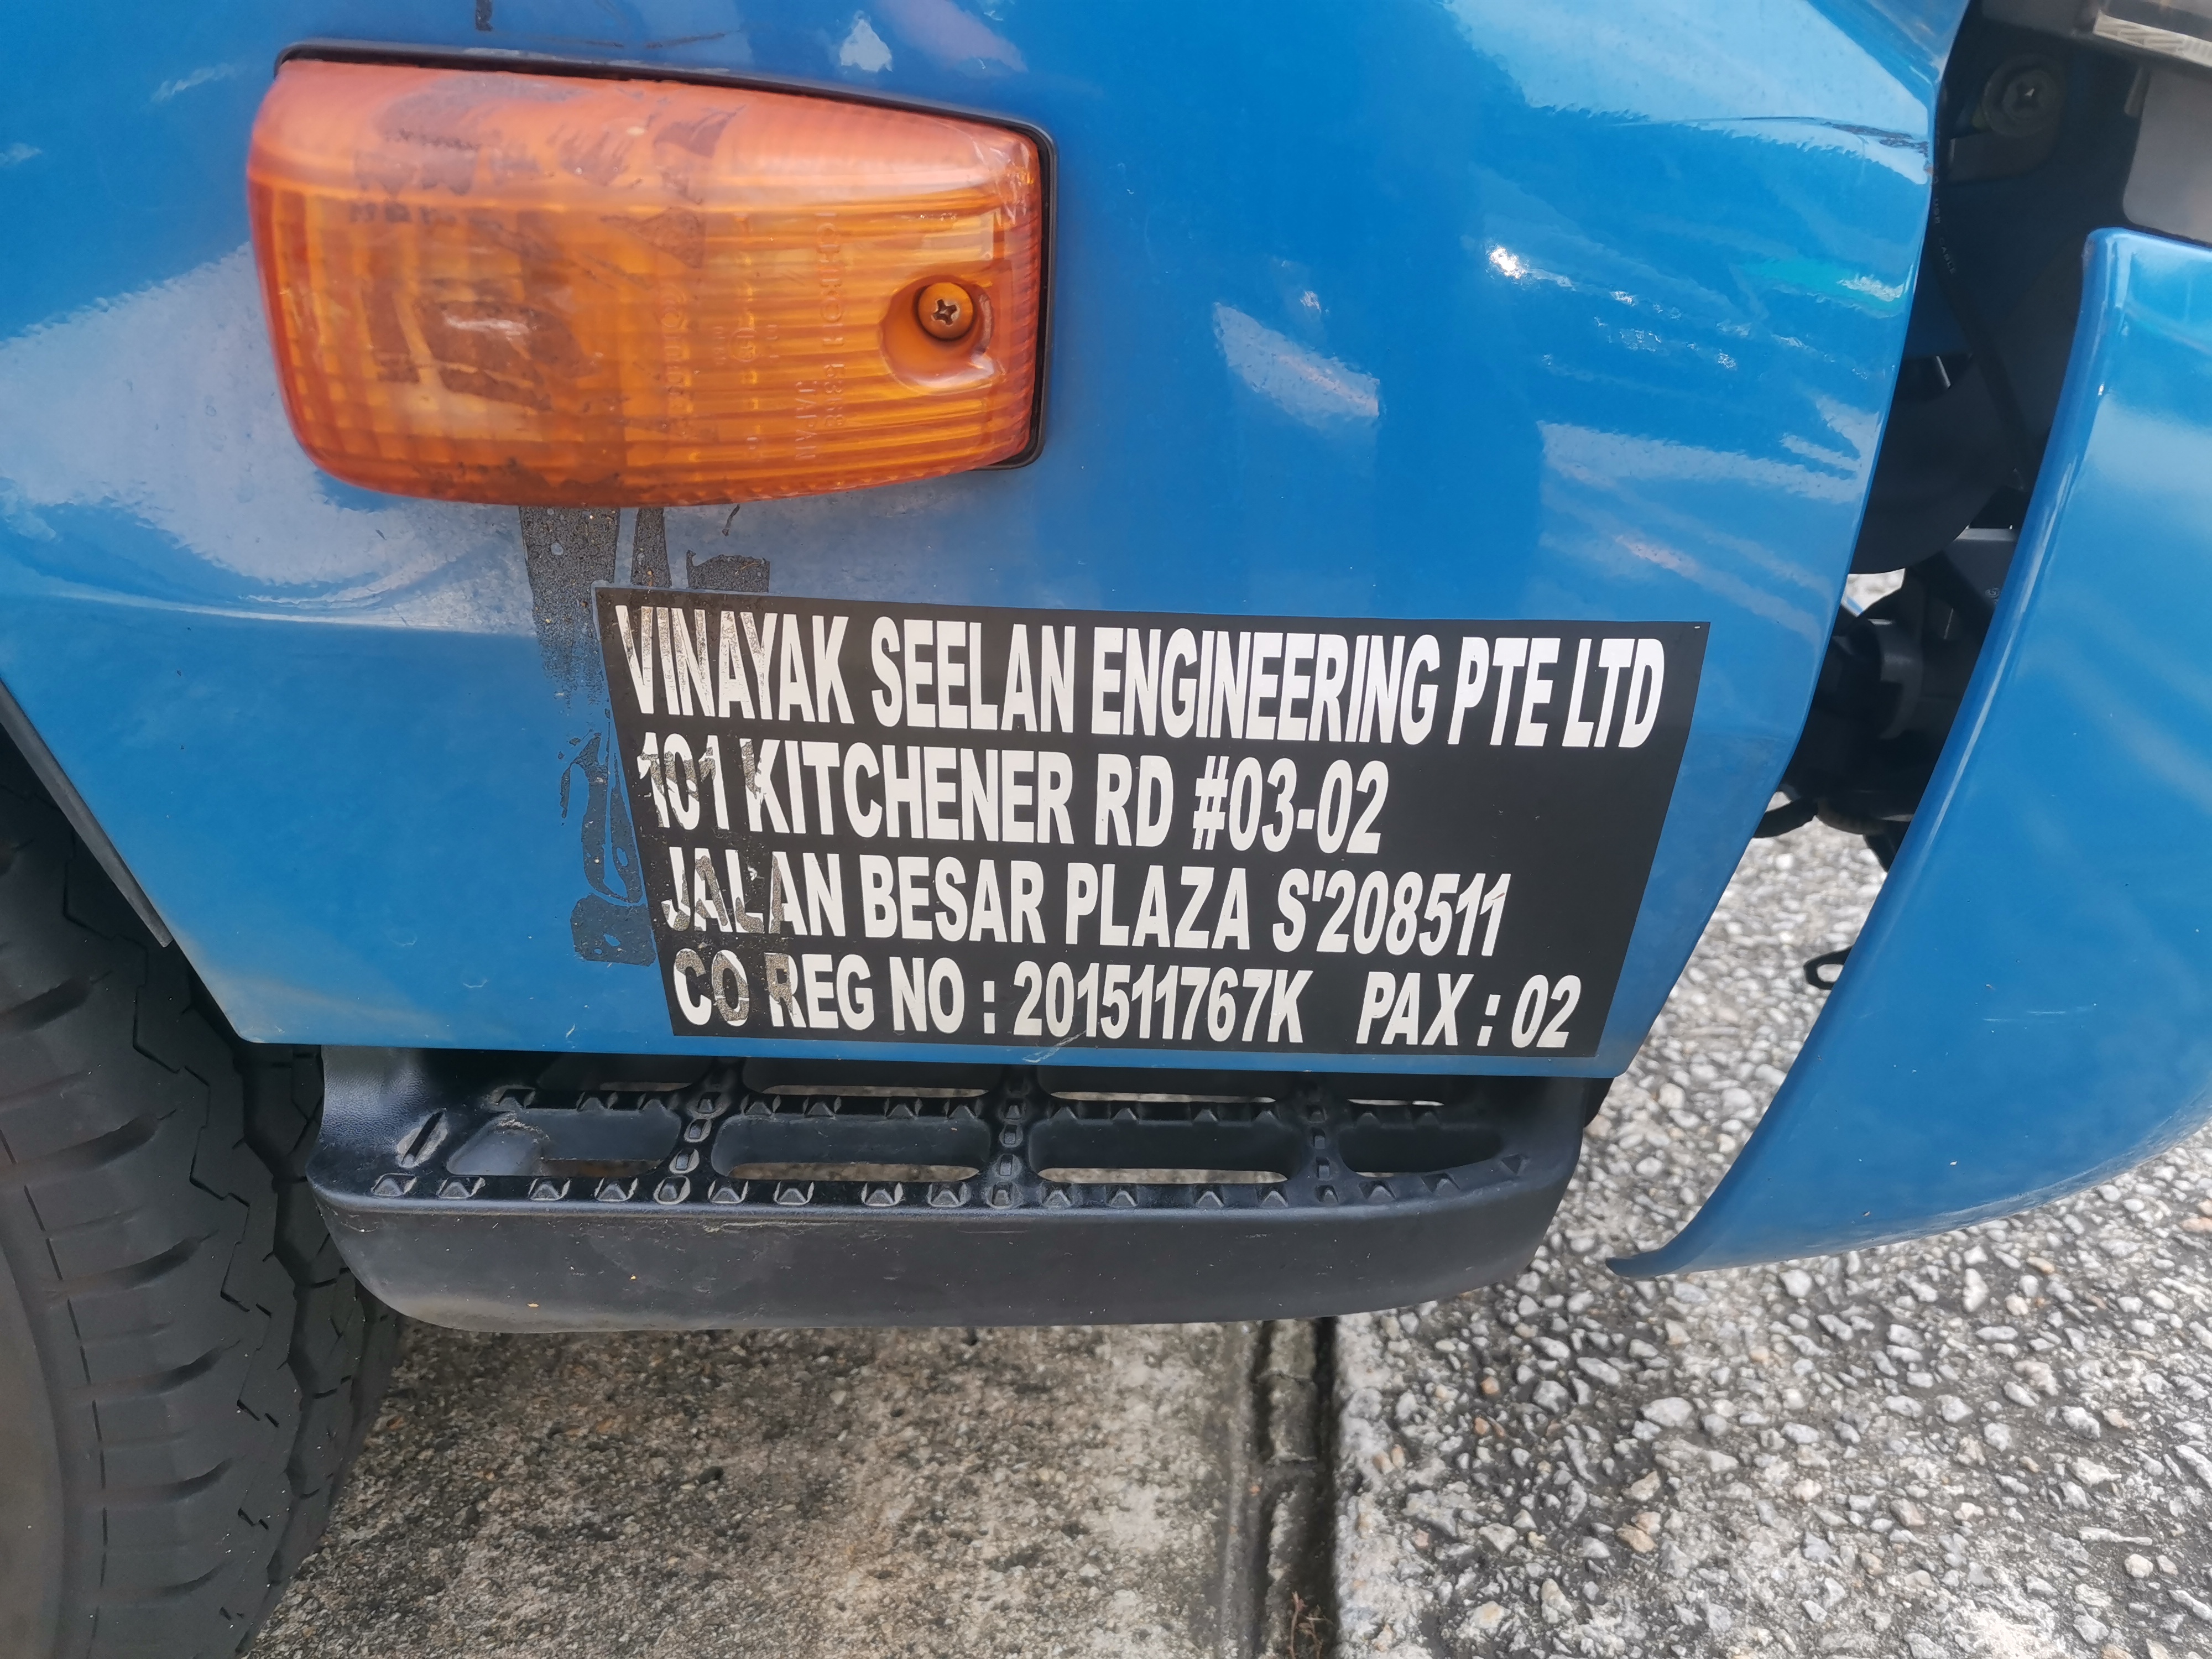 VINAYAK SEELAN ENGINEERING PTE LTD
101 KITCHENER RD #03-02
JALAN BESAR PLAZA S'208511
CO REG NO : 201511767K PAX : 02